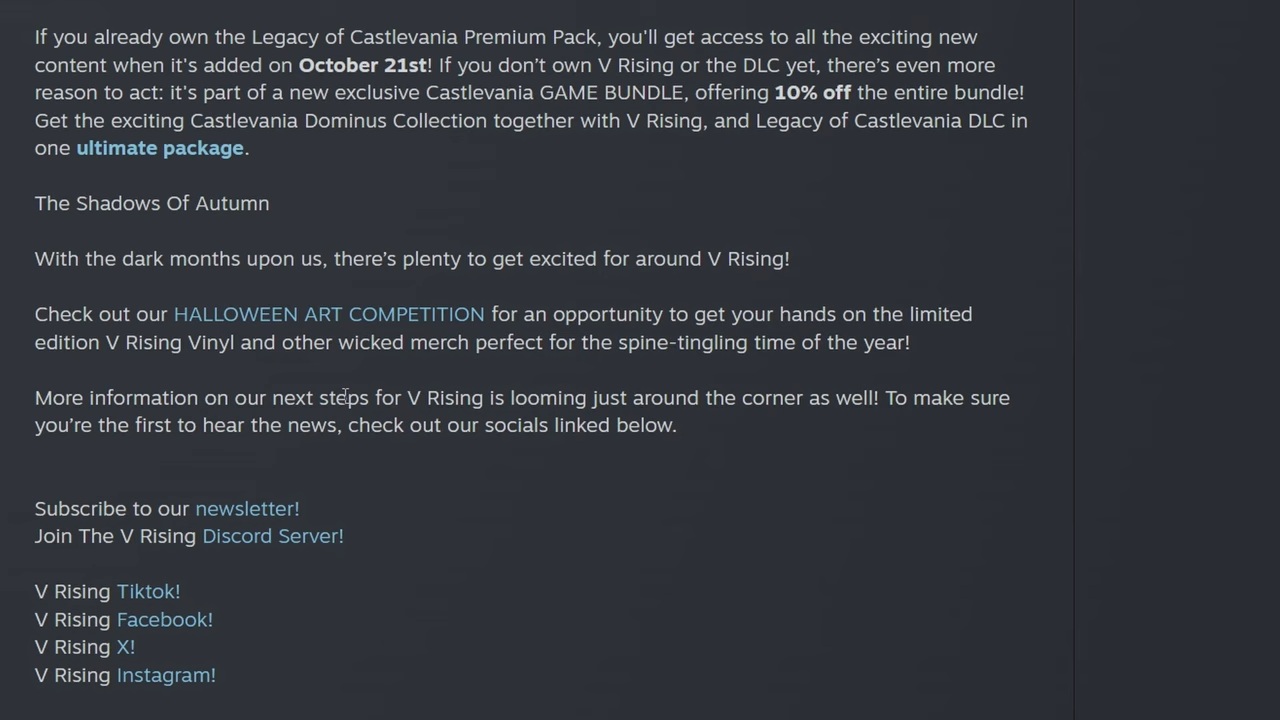 If you already own the Legacy of Castlevania Premium Pack, you'll get access to all the exciting new
content when it's added on October 21st! If you don’t own V Rising or the DLC yet, there’s even more
reason to act: it's part of a new exclusive Castlevania GAME BUNDLE, offering 10% off the entire bundle!
Get the exciting Castlevania Dominus Collection together with V Rising, and Legacy of Castlevania DLC in
one ultimate package.
The Shadows Of Autumn
With the dark months upon us, there’s plenty to get excited for around V Rising!
Check out our HALLOWEEN ART COMPETITION for an opportunity to get your hands on the limited
edition V Rising Vinyl and other wicked merch perfect for the spine-tingling time of the year!
More information on our next steps for V Rising is looming just around the corner as well! To make sure
you’re the first to hear the news, check out our socials linked below.
Subscribe to our newsletter!
Join The V Rising Discord Server!
V Rising Tiktok!
V Rising Facebook!
V Rising X!
V Rising Instagram!